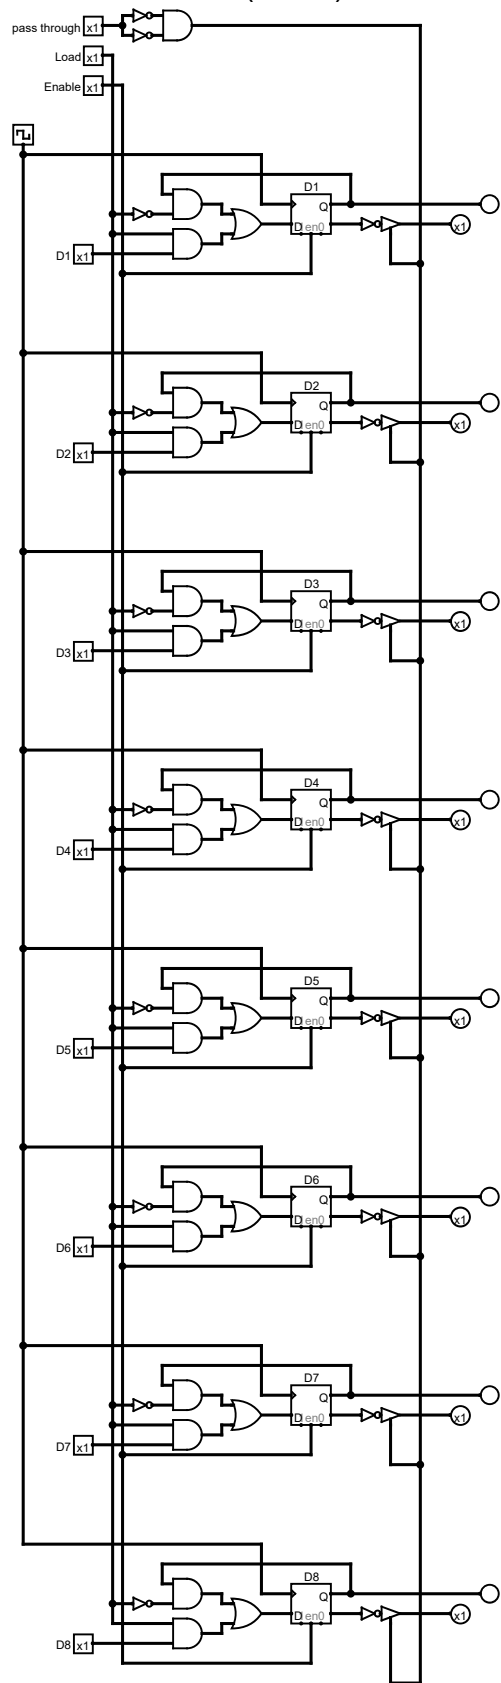 pass through x1
Load x1
Enable x1
D1
Q
D en0
x1
D1 x1
D2
Q
D en0
x1
D2 x1
D3
Q
D en0
x1
D3 x1
D4
Q
D en0
x1
D4 x1
D5
Q
D en0
x1
D5 x1
D6
Q
D en0
x1
D6 x1
D7
Q
D en0
x1
D7 x1
D8
Q
D en0
x1
D8 x1